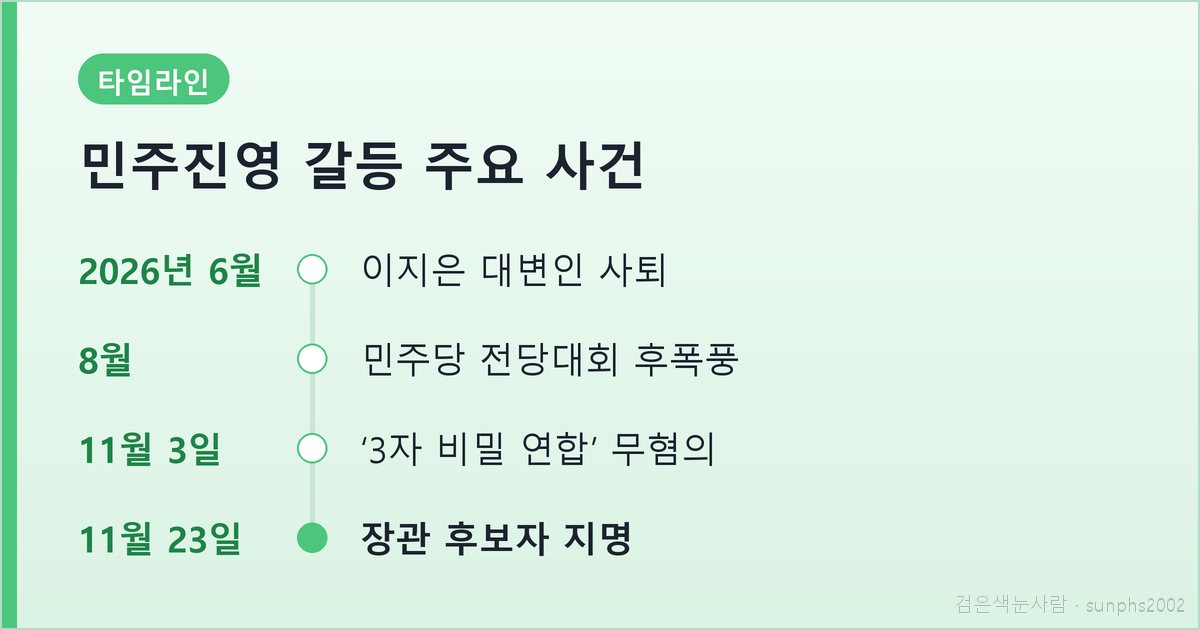 타임라인
민주진영 갈등 주요 사건
2026년 6월 이지은 대변인 사퇴
8월 민주당 전당대회 후폭풍
11월 3일 ‘3자 비밀 연합’ 무혐의
11월 23일 장관 후보자 지명
검은색눈사람 · sunphs2002